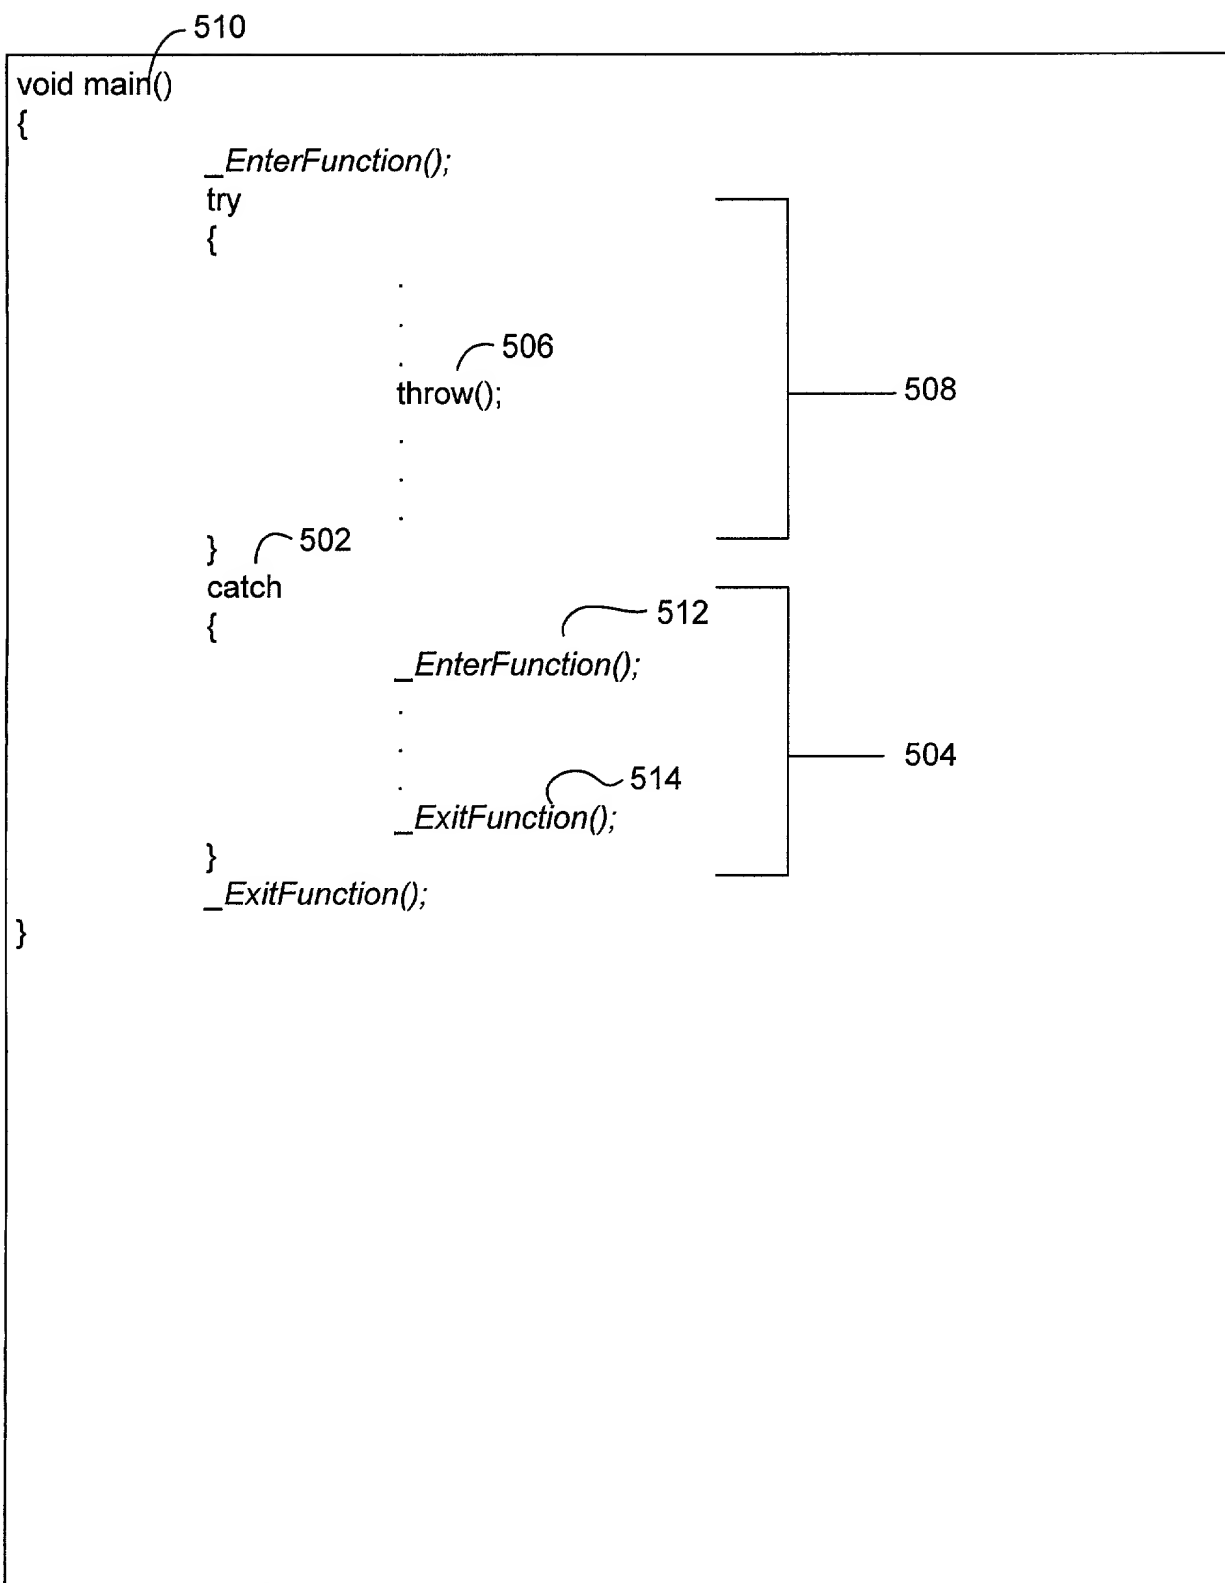 510
void main()
{
_EnterFunction();
try
{
.
.
. 506
throw(); 508
.
.
.
} 502
catch
{ 512
_EnterFunction();
.
. 504
. 514
_ExitFunction();
}
_ExitFunction();
}